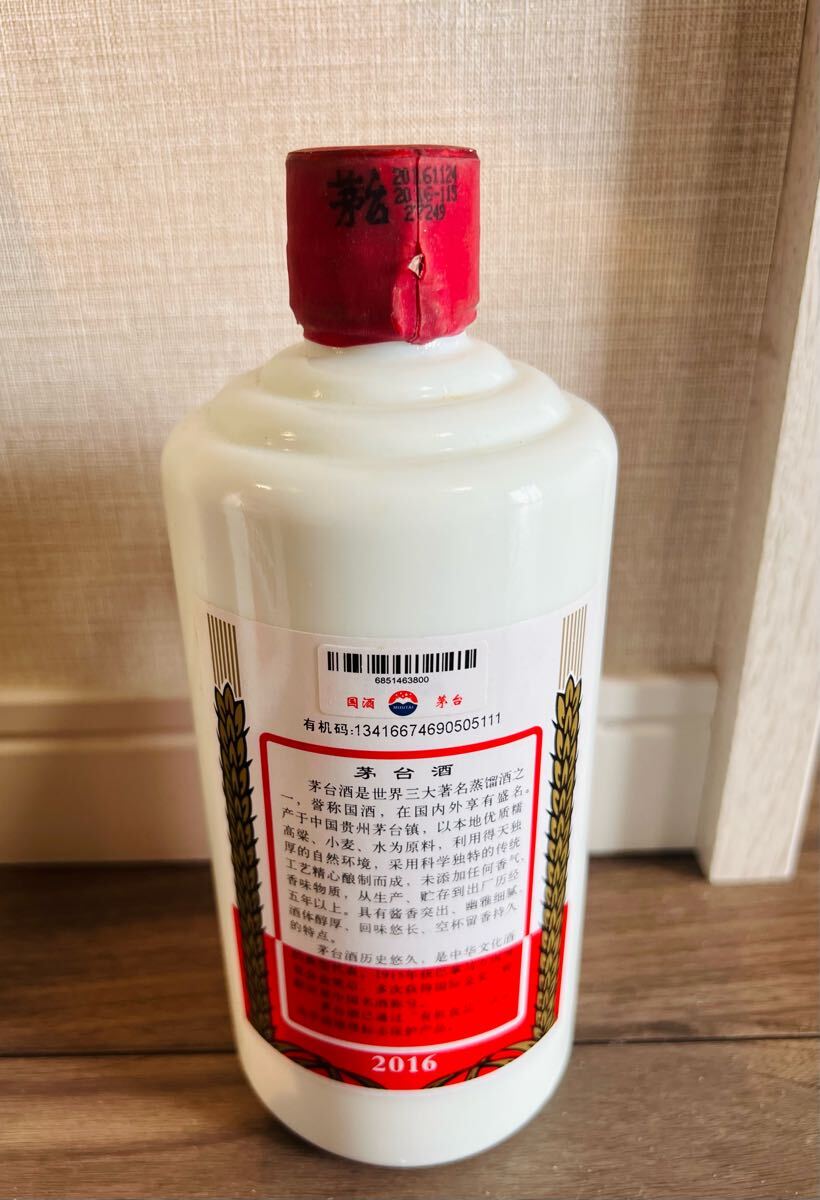 茅台
20161124
2016-115
27249
6851463800
国酒 MOUTAI 茅台
有机码:13416674690505111
茅台酒
茅台酒是世界三大著名蒸馏酒之
一，誉称国酒，在国内外享有盛名。
产于中国贵州茅台镇，以本地优质糯
高粱、小麦、水为原料，利用得天独
厚的自然环境，采用科学独特的传统
工艺精心酿制而成，未添加任何香气、
香味物质，从生产、贮存到出厂历经
五年以上。具有酱香突出、幽雅细腻、
酒体醇厚、回味悠长、空杯留香持久
的特点。
茅台酒历史悠久，是中华文化酒
2016